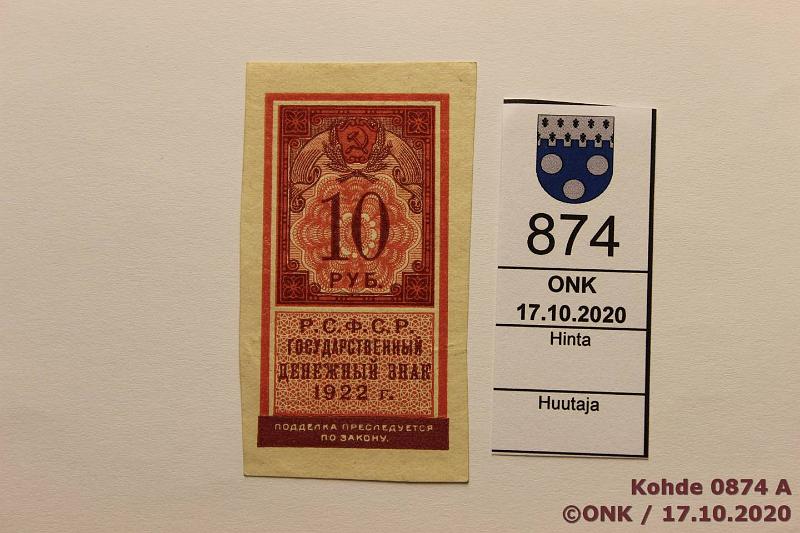 10
РУБ.
Р.С.Ф.С.Р.
ГОСУДАРСТВЕННЫЙ
ДЕНЕЖНЫЙ ЗНАК
1922 г.
ПОДДЕЛКА ПРЕСЛЕДУЕТСЯ
ПО ЗАКОНУ.
874
ONK
17.10.2020
Hinta
Huutaja
Kohde 0874 A
©ONK / 17.10.2020